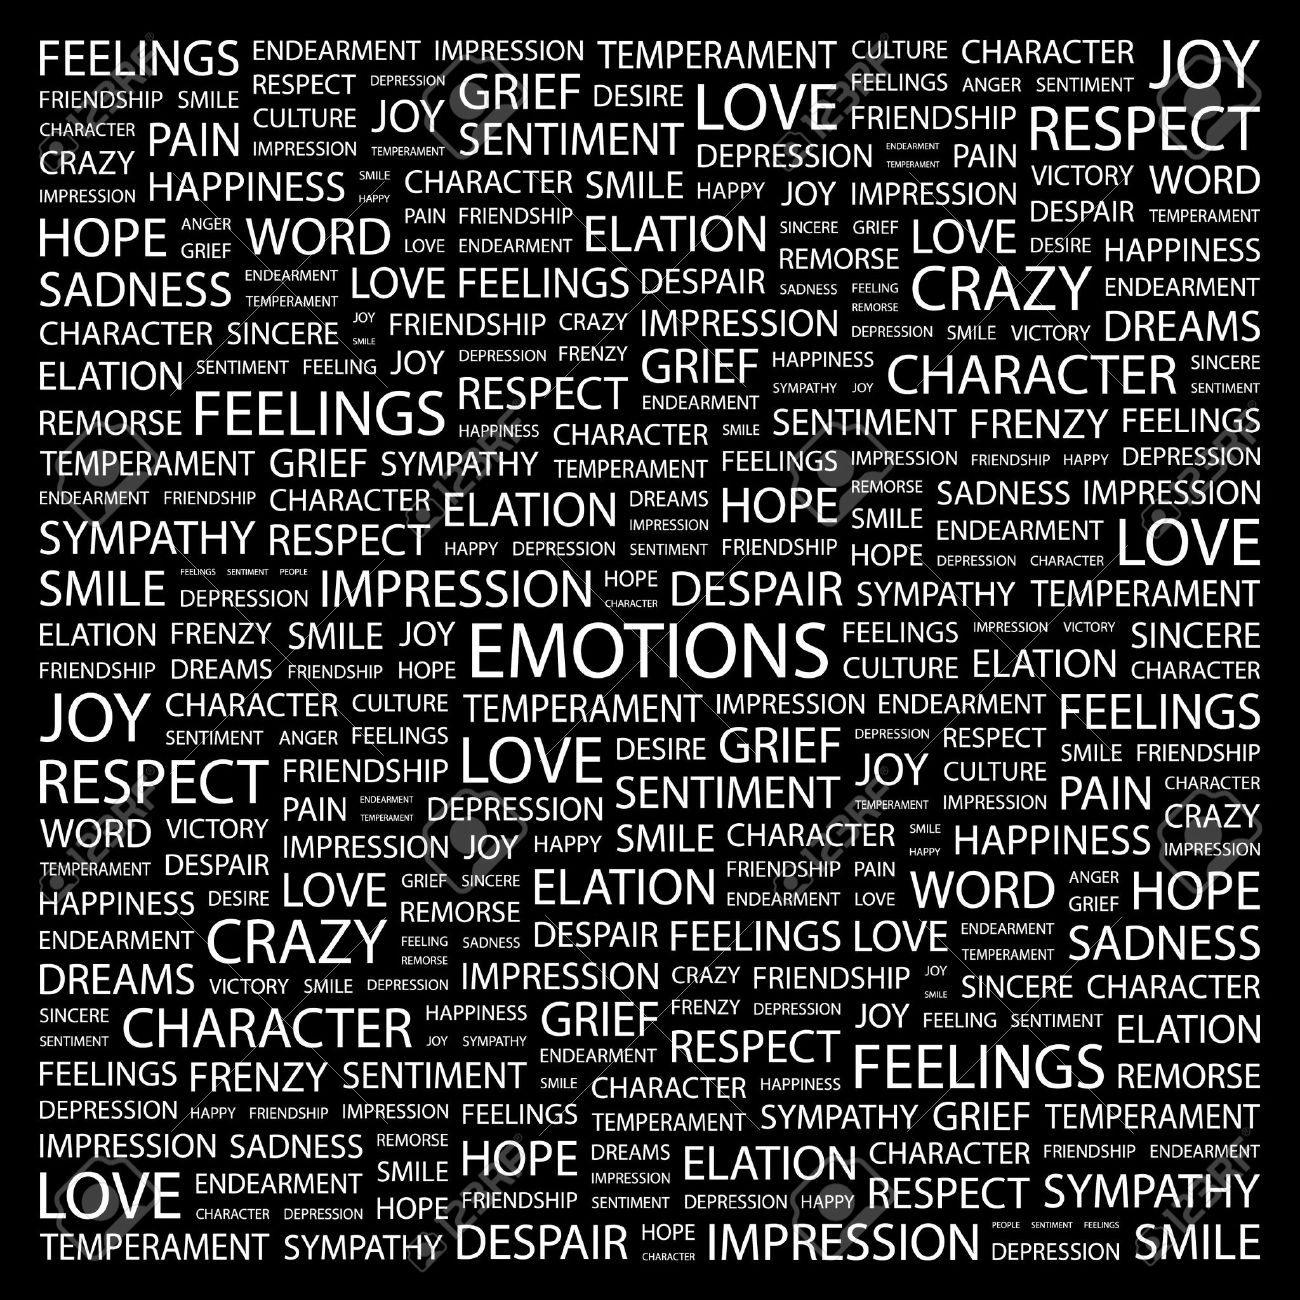 FEELINGS ENDEARMENT IMPRESSION TEMPERAMENT CULTURE CHARACTER JOY
RESPECT DEPRESSION GRIEF DESIRE LOVE FEELINGS ANGER SENTIMENT
FRIENDSHIP SMILE CULTURE JOY SENTIMENT FRIENDSHIP RESPECT
CHARACTER PAIN IMPRESSION TEMPERAMENT DEPRESSION ENDEARMENT TEMPERAMENT PAIN
CRAZY HAPPINESS SMILE HAPPY CHARACTER SMILE HAPPY JOY IMPRESSION VICTORY WORD
IMPRESSION PAIN FRIENDSHIP DESPAIR TEMPERAMENT
HOPE ANGER GRIEF WORD LOVE ENDEARMENT ELATION SINCERE GRIEF LOVE DESIRE HAPPINESS
SADNESS ENDEARMENT TEMPERAMENT LOVE FEELINGS DESPAIR REMORSE SADNESS FEELING REMORSE CRAZY ENDEARMENT
CHARACTER SINCERE JOY SMILE FRIENDSHIP CRAZY IMPRESSION DEPRESSION SMILE VICTORY DREAMS
ELATION SENTIMENT FEELING JOY DEPRESSION FRENZY GRIEF HAPPINESS SYMPATHY JOY CHARACTER SINCERE SENTIMENT
REMORSE FEELINGS RESPECT ENDEARMENT SENTIMENT FRENZY FEELINGS
HAPPINESS CHARACTER SMILE
TEMPERAMENT GRIEF SYMPATHY TEMPERAMENT FEELINGS IMPRESSION FRIENDSHIP HAPPY DEPRESSION
ENDEARMENT FRIENDSHIP CHARACTER ELATION DREAMS IMPRESSION HOPE REMORSE SADNESS IMPRESSION
SYMPATHY RESPECT HAPPY DEPRESSION SENTIMENT FRIENDSHIP SMILE HOPE ENDEARMENT DEPRESSION CHARACTER LOVE
SMILE FEELINGS SENTIMENT PEOPLE DEPRESSION IMPRESSION HOPE CHARACTER DESPAIR SYMPATHY TEMPERAMENT
ELATION FRENZY SMILE JOY EMOTIONS FEELINGS IMPRESSION VICTORY SINCERE
FRIENDSHIP DREAMS FRIENDSHIP HOPE CULTURE ELATION CHARACTER
JOY CHARACTER CULTURE TEMPERAMENT IMPRESSION ENDEARMENT FEELINGS
SENTIMENT ANGER FEELINGS LOVE DESIRE GRIEF DEPRESSION RESPECT SMILE FRIENDSHIP
RESPECT FRIENDSHIP SENTIMENT JOY CULTURE PAIN CHARACTER
PAIN ENDEARMENT TEMPERAMENT DEPRESSION TEMPERAMENT IMPRESSION CRAZY
WORD VICTORY IMPRESSION JOY HAPPY SMILE CHARACTER SMILE HAPPY HAPPINESS IMPRESSION
TEMPERAMENT DESPAIR FRIENDSHIP PAIN
HAPPINESS DESIRE LOVE GRIEF SINCERE ELATION ENDEARMENT LOVE WORD ANGER GRIEF HOPE
ENDEARMENT CRAZY REMORSE FEELING SADNESS REMORSE DESPAIR FEELINGS LOVE ENDEARMENT TEMPERAMENT SADNESS
DREAMS VICTORY SMILE DEPRESSION IMPRESSION CRAZY FRIENDSHIP JOY SMILE SINCERE CHARACTER
SINCERE SENTIMENT CHARACTER HAPPINESS JOY SYMPATHY GRIEF FRENZY DEPRESSION JOY FEELING SENTIMENT ELATION
FEELINGS FRENZY SENTIMENT ENDEARMENT RESPECT FEELINGS REMORSE
SMILE CHARACTER HAPPINESS
DEPRESSION HAPPY FRIENDSHIP IMPRESSION FEELINGS TEMPERAMENT SYMPATHY GRIEF TEMPERAMENT
IMPRESSION SADNESS REMORSE HOPE DREAMS IMPRESSION ELATION CHARACTER FRIENDSHIP ENDEARMENT
LOVE ENDEARMENT CHARACTER DEPRESSION SMILE HOPE FRIENDSHIP SENTIMENT DEPRESSION HAPPY RESPECT SYMPATHY
TEMPERAMENT SYMPATHY DESPAIR HOPE CHARACTER IMPRESSION PEOPLE SENTIMENT FEELINGS DEPRESSION SMILE
123RF